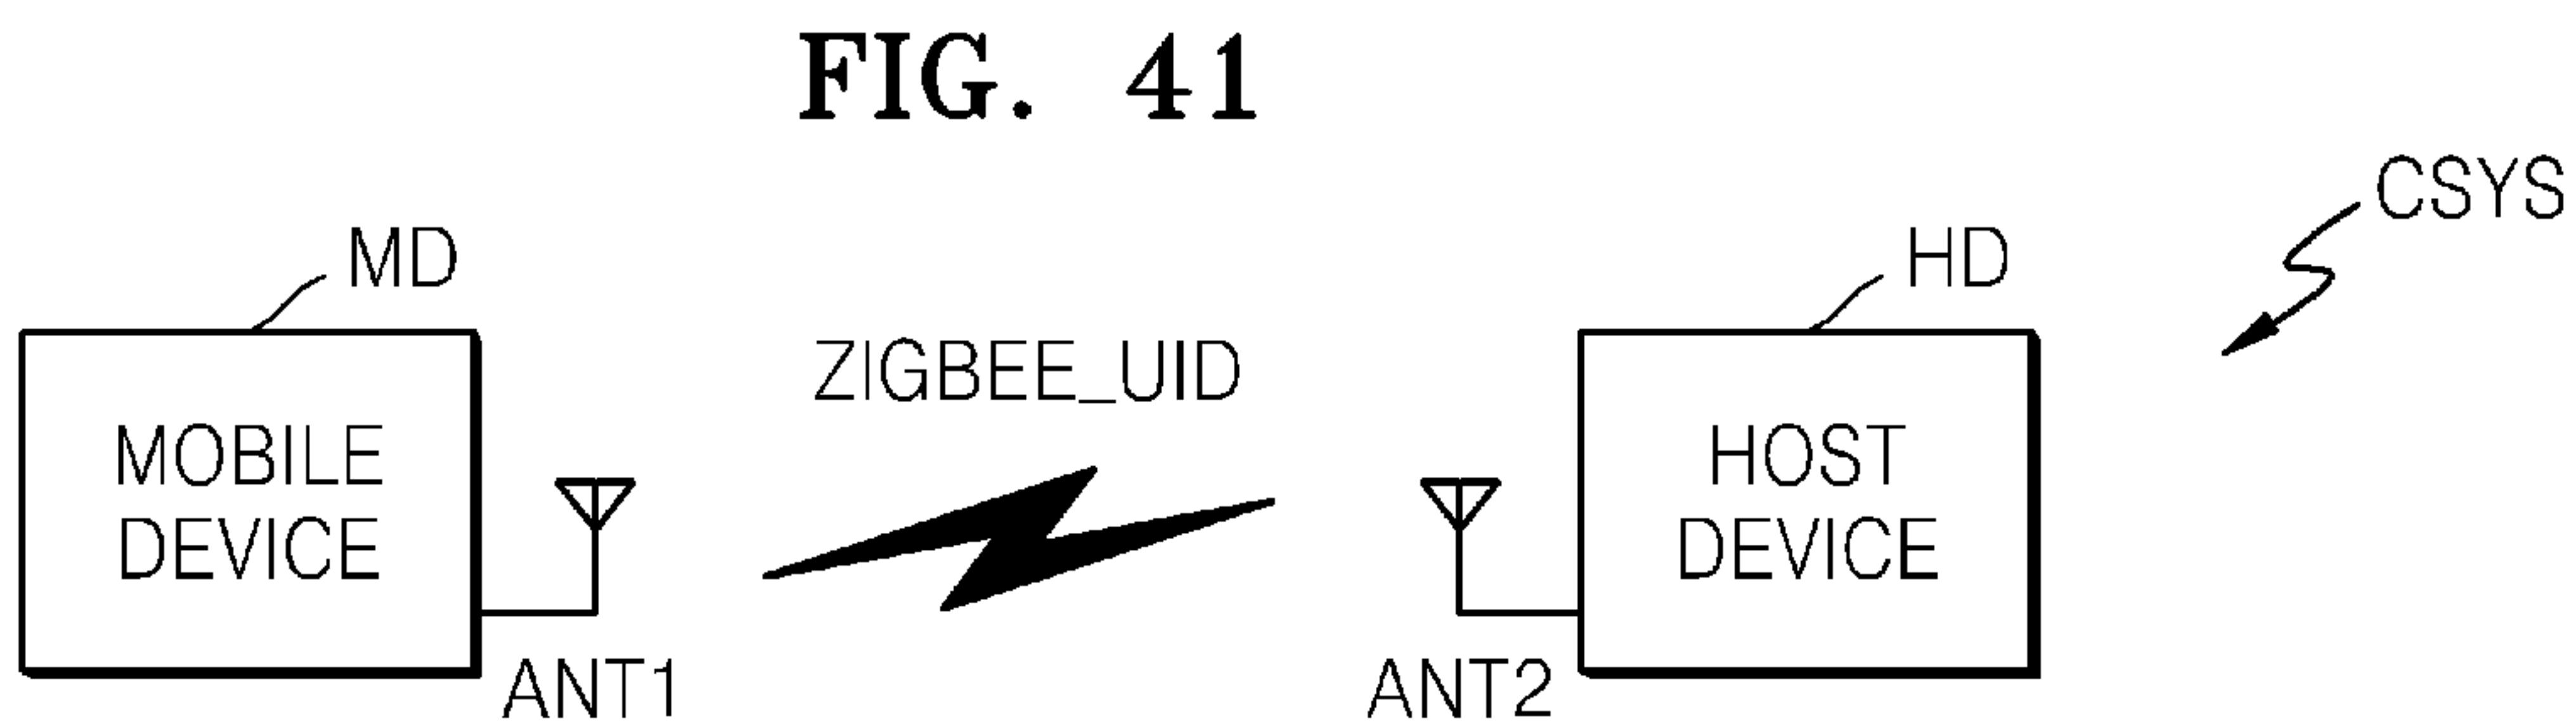 FIG. 41
CSYS
MD
HD
ZIGBEE_UID
MOBILE
DEVICE
HOST
DEVICE
ANT1
ANT2